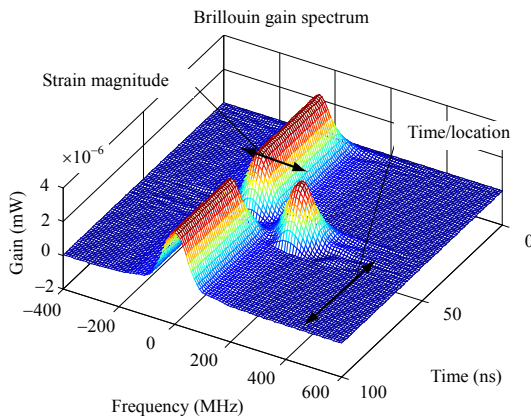 Brillouin gain spectrum
Strain magnitude
Time/location
×10⁻⁶
4
2
0
−2
Gain (mW)
−400
−200
0
200
400
600
Frequency (MHz)
0
50
100
Time (ns)